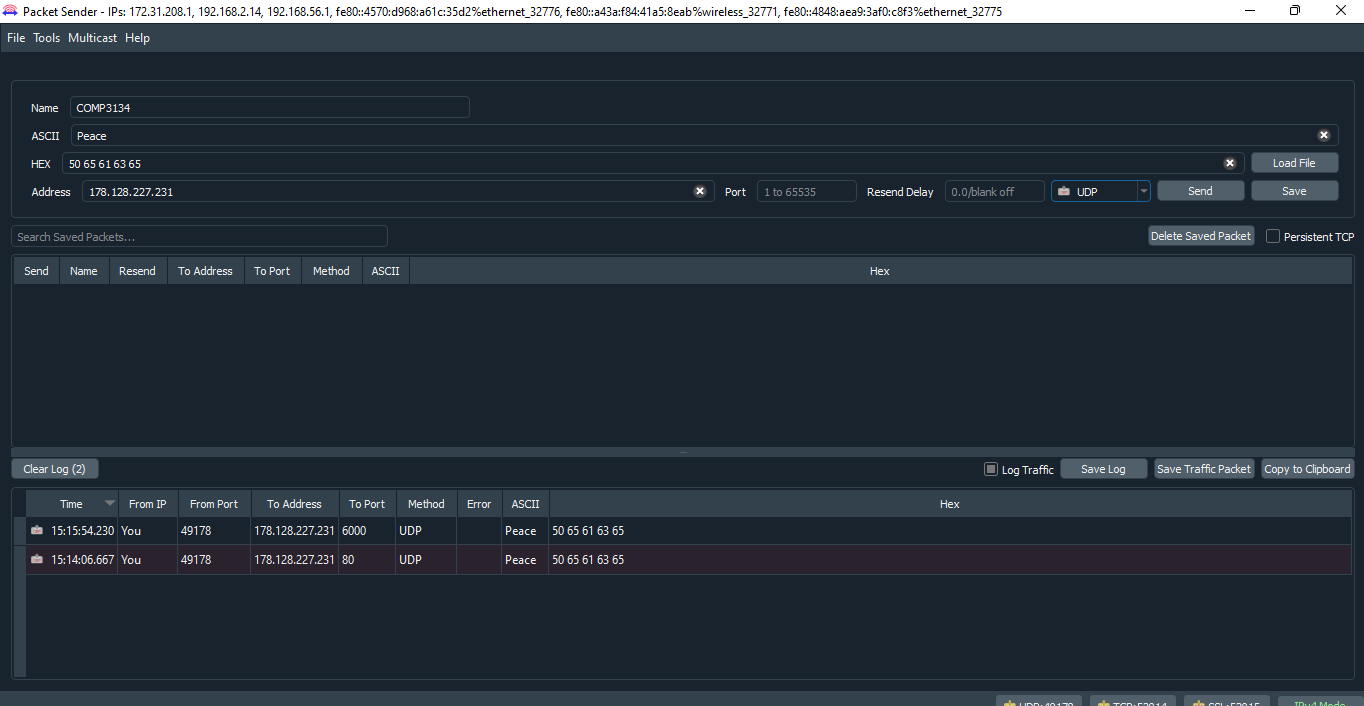 Packet Sender - IPs: 172.31.208.1, 192.168.2.14, 192.168.56.1, fe80::4570:d968:a61c:35d2%ethernet_32776, fe80::a43a:f84:41a5:8eab%wireless_32771, fe80::4848:aea9:3af0:c8f3%ethernet_32775
File Tools Multicast Help
Name COMP3134
ASCII Peace
HEX 50 65 61 63 65 Load File
Address 178.128.227.231 Port 1 to 65535 Resend Delay 0.0/blank off UDP Send Save
Search Saved Packets... Delete Saved Packet Persistent TCP
Send Name Resend To Address To Port Method ASCII Hex
Clear Log (2) Log Traffic Save Log Save Traffic Packet Copy to Clipboard
Time From IP From Port To Address To Port Method Error ASCII Hex
15:15:54.230 You 49178 178.128.227.231 6000 UDP Peace 50 65 61 63 65
15:14:06.667 You 49178 178.128.227.231 80 UDP Peace 50 65 61 63 65
IPv4 Mode